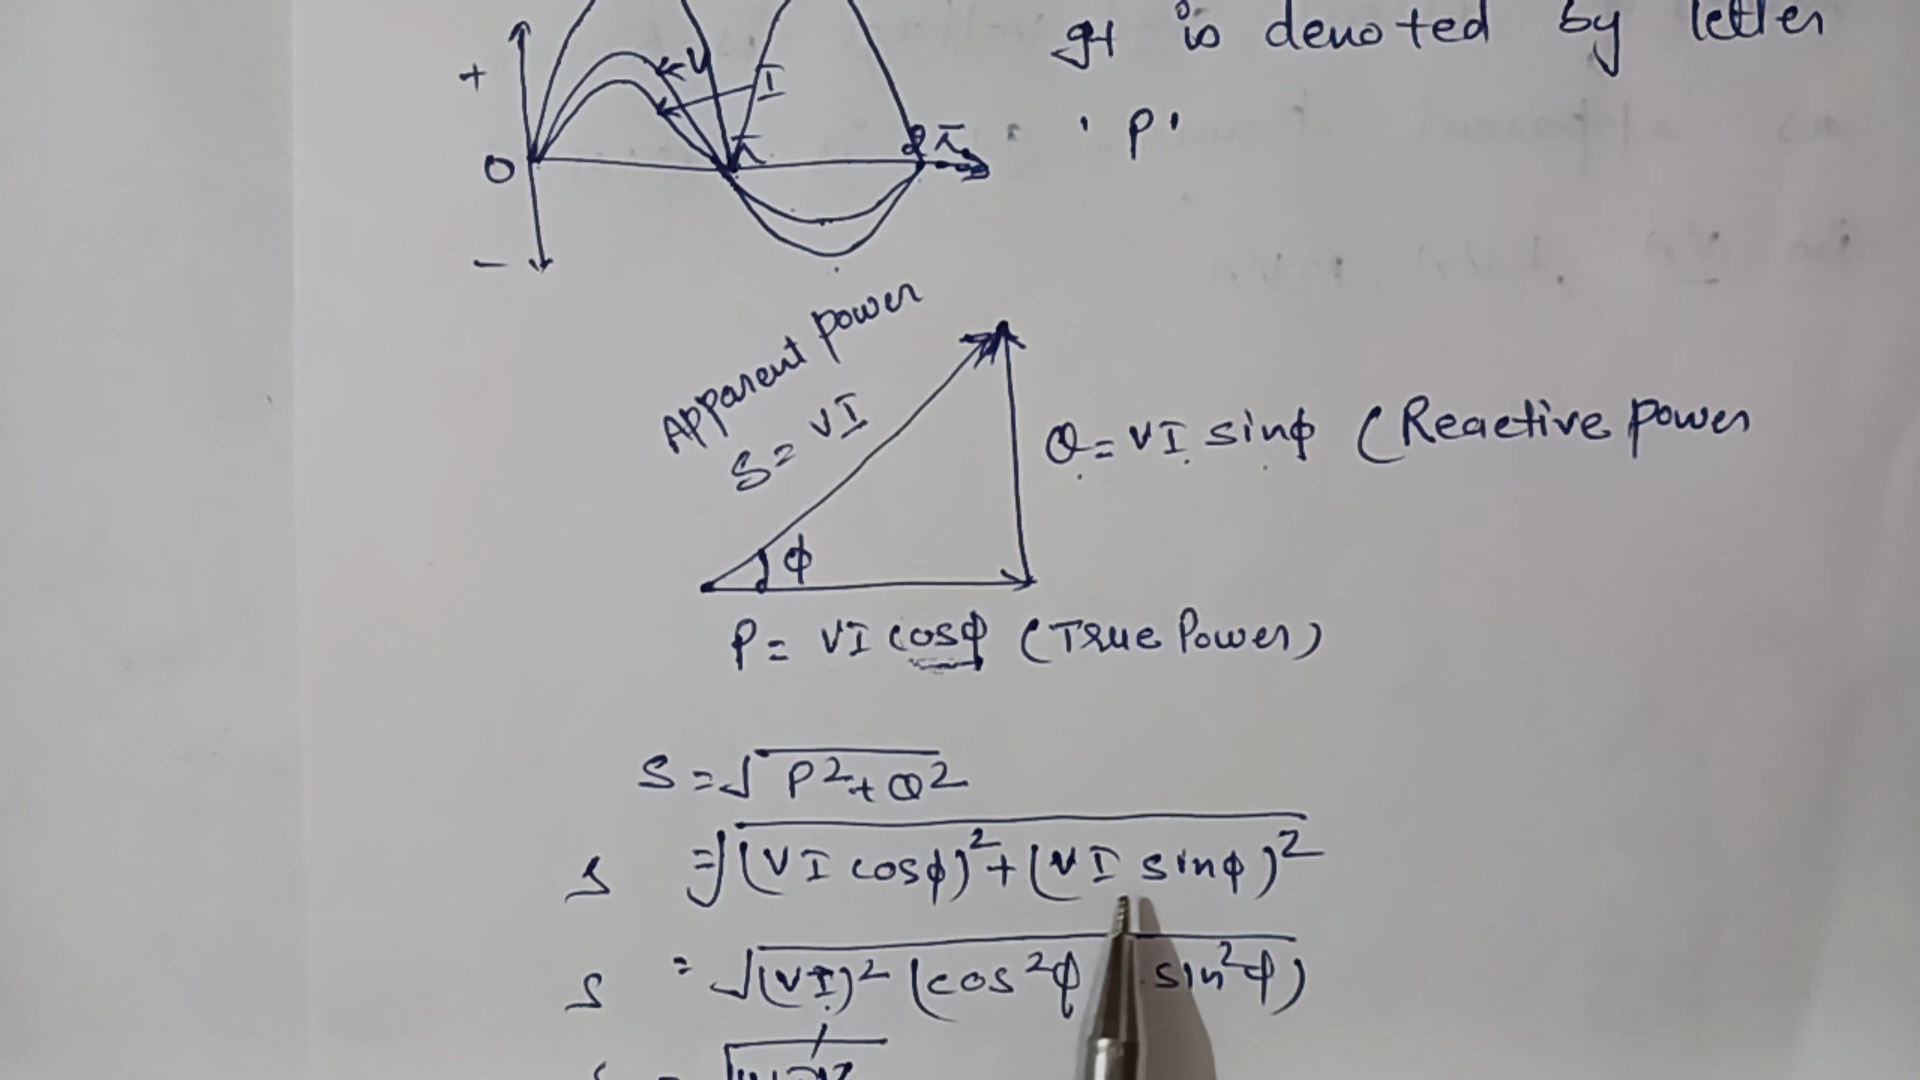 It is denoted by letter
'P'
+ V I
0 π 2π
-
Apparent power
S = VI
Q = VI sinφ (Reactive power
φ
P = VI cosφ (True Power)
S = √P²+Q²
S = √(VI cosφ)²+(VI sinφ)²
S = √(VI)² (cos²φ sin²φ)